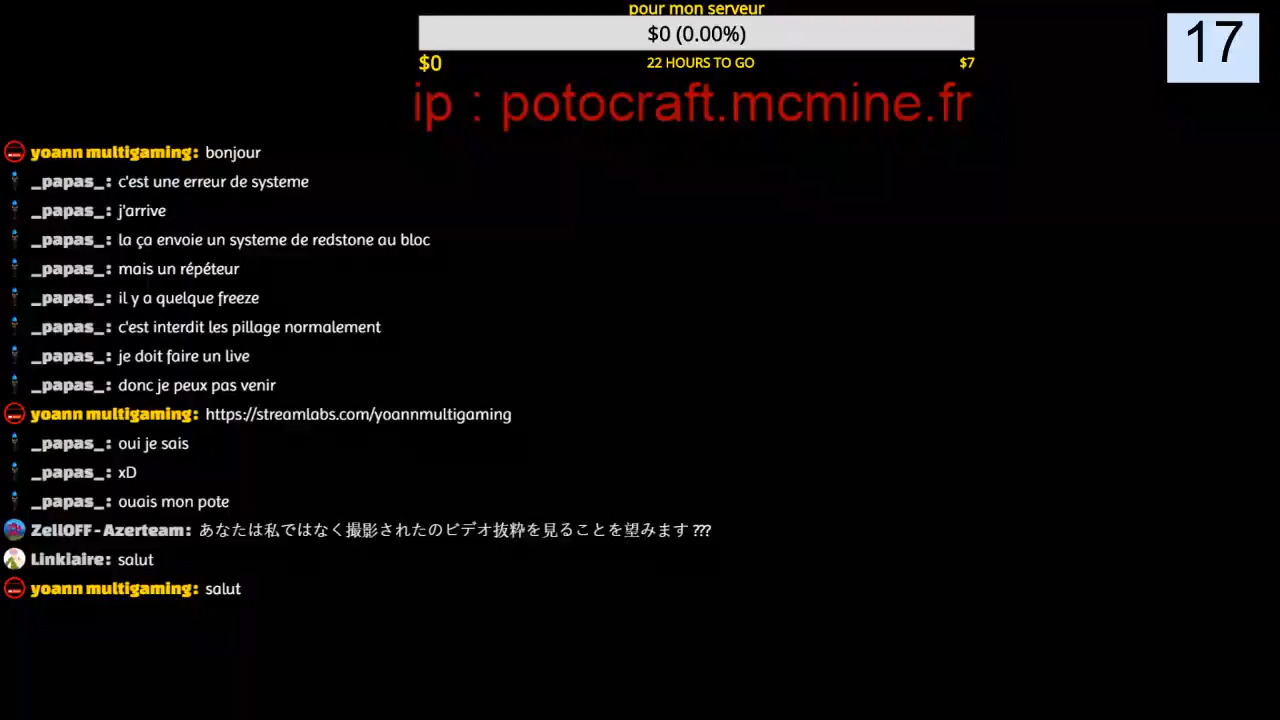 pour mon serveur
$0 (0.00%)
17
$0 22 HOURS TO GO $7
ip : potocraft.mcmine.fr
yoann multigaming: bonjour
_papas_: c'est une erreur de systeme
_papas_: j'arrive
_papas_: la ça envoie un systeme de redstone au bloc
_papas_: mais un répéteur
_papas_: il y a quelque freeze
_papas_: c'est interdit les pillage normalement
_papas_: je doit faire un live
_papas_: donc je peux pas venir
yoann multigaming: https://streamlabs.com/yoannmultigaming
_papas_: oui je sais
_papas_: xD
_papas_: ouais mon pote
ZellOFF - Azerteam: あなたは私ではなく撮影されたのビデオ抜粋を見ることを望みます ???
Linkiaire: salut
yoann multigaming: salut